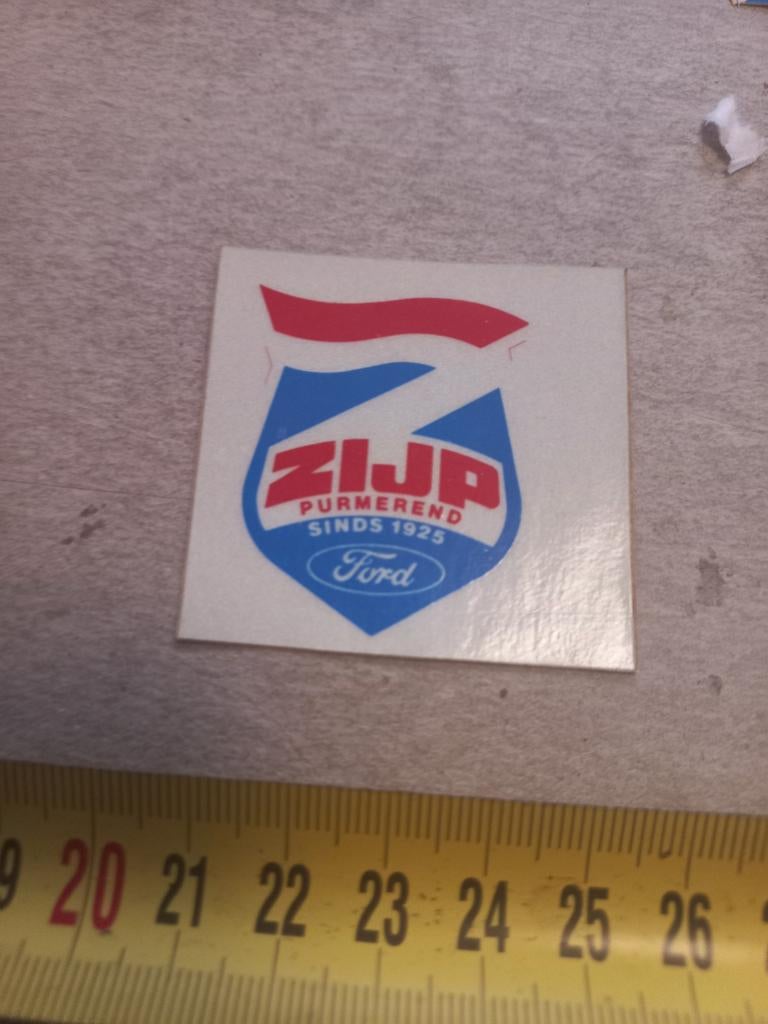 ZIJP
PURMEREND
SINDS 1925
Ford
9 20 21 22 23 24 25 26